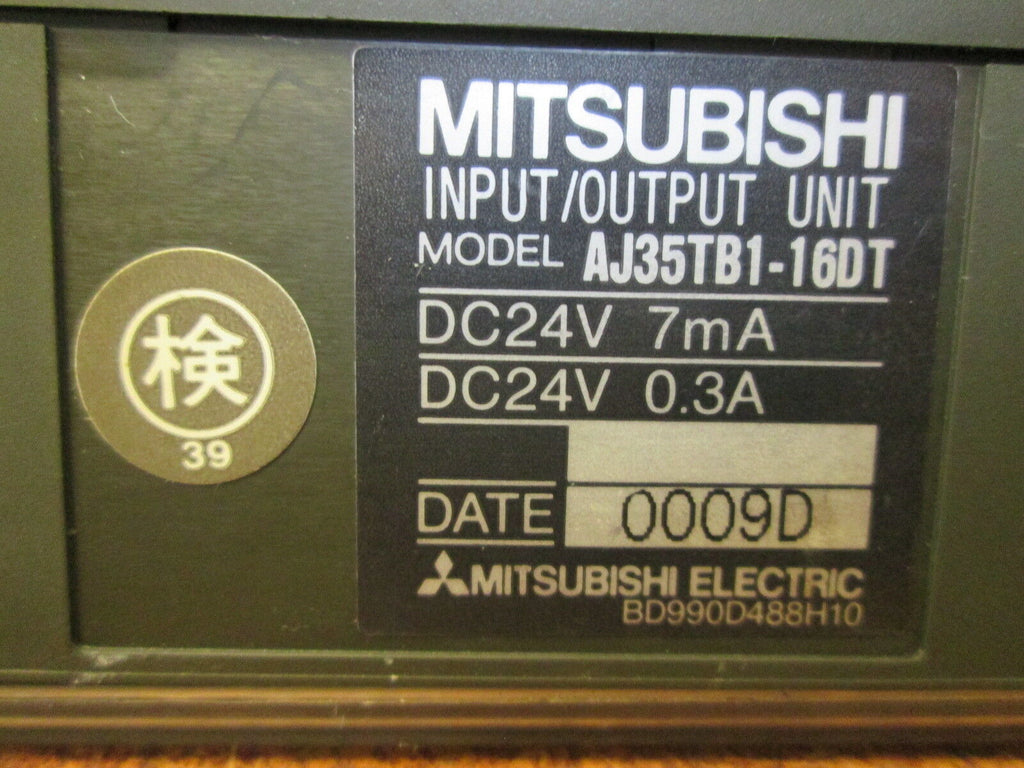 MITSUBISHI
INPUT/OUTPUT UNIT
MODEL AJ35TB1-16DT
DC24V 7mA
DC24V 0.3A
DATE 0009D
MITSUBISHI ELECTRIC
BD990D488H10
検
39